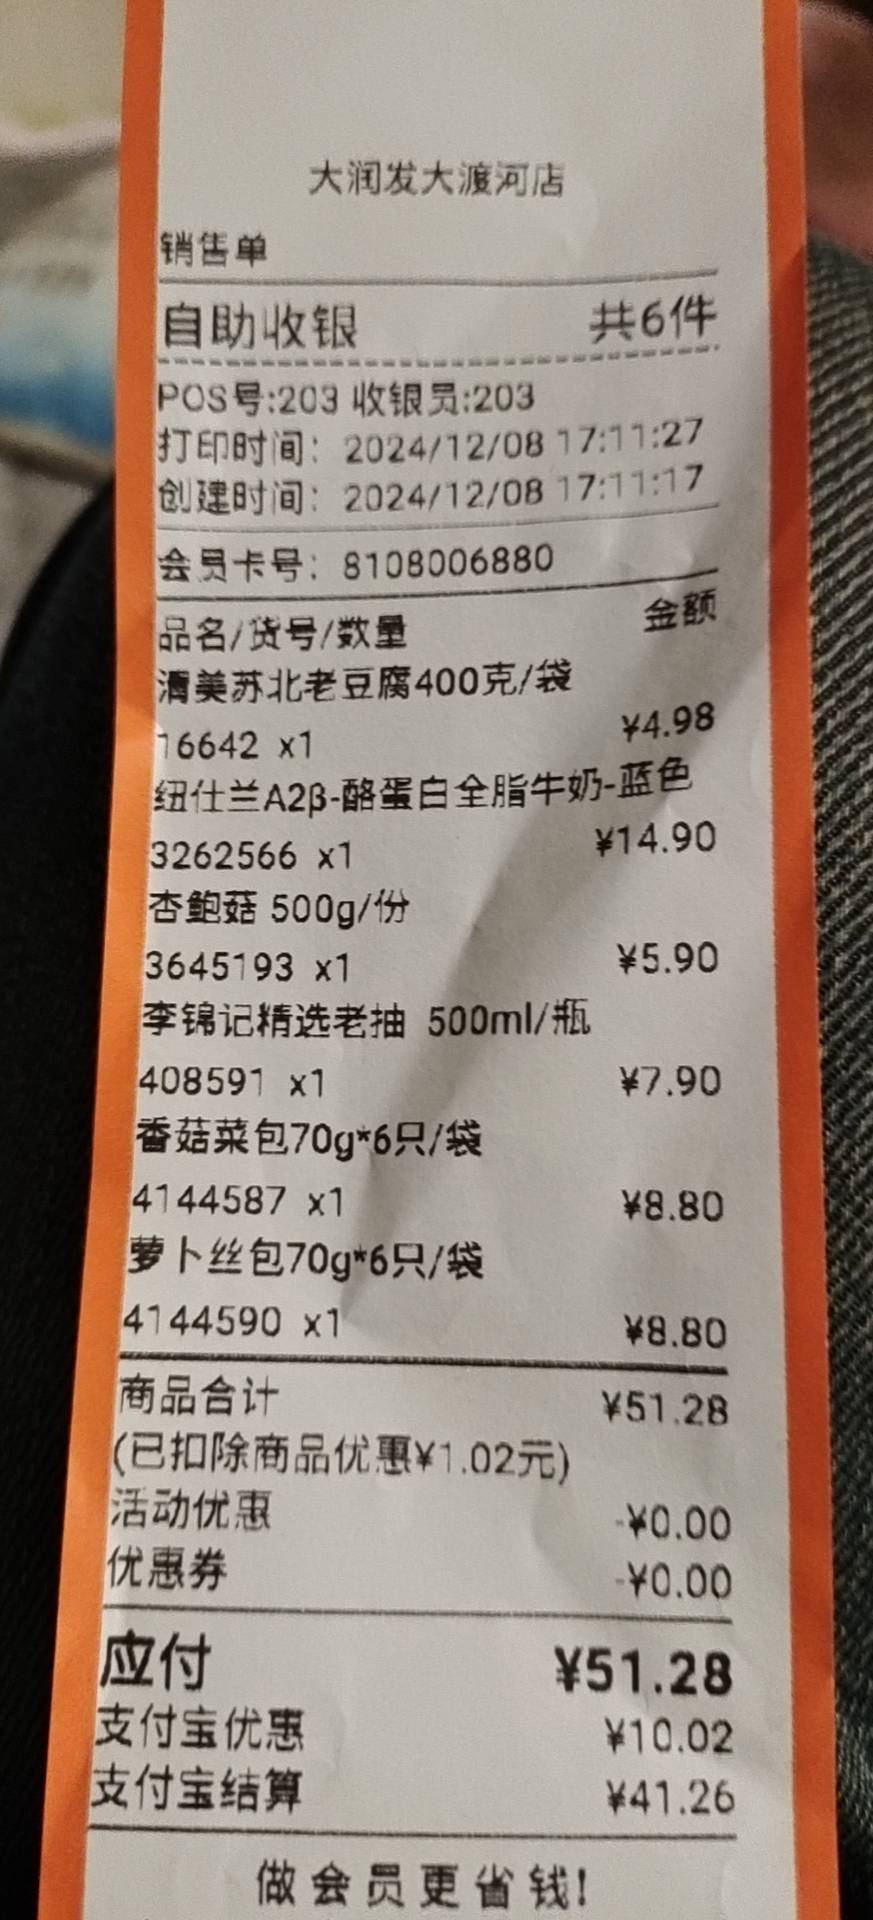 大润发大渡河店
销售单
自助收银 共6件
POS号:203 收银员:203
打印时间：2024/12/08 17:11:27
创建时间：2024/12/08 17:11:17
会员卡号：8108006880
品名/货号/数量 金额
清美苏北老豆腐400克/袋
16642 x1 ¥4.98
纽仕兰A2β-酪蛋白全脂牛奶-蓝色
3262566 x1 ¥14.90
杏鲍菇 500g/份
3645193 x1 ¥5.90
李锦记精选老抽 500ml/瓶
408591 x1 ¥7.90
香菇菜包70g*6只/袋
4144587 x1 ¥8.80
萝卜丝包70g*6只/袋
4144590 x1 ¥8.80
商品合计 ¥51.28
(已扣除商品优惠¥1.02元)
活动优惠 -¥0.00
优惠券 -¥0.00
应付 ¥51.28
支付宝优惠 ¥10.02
支付宝结算 ¥41.26
做会员更省钱!